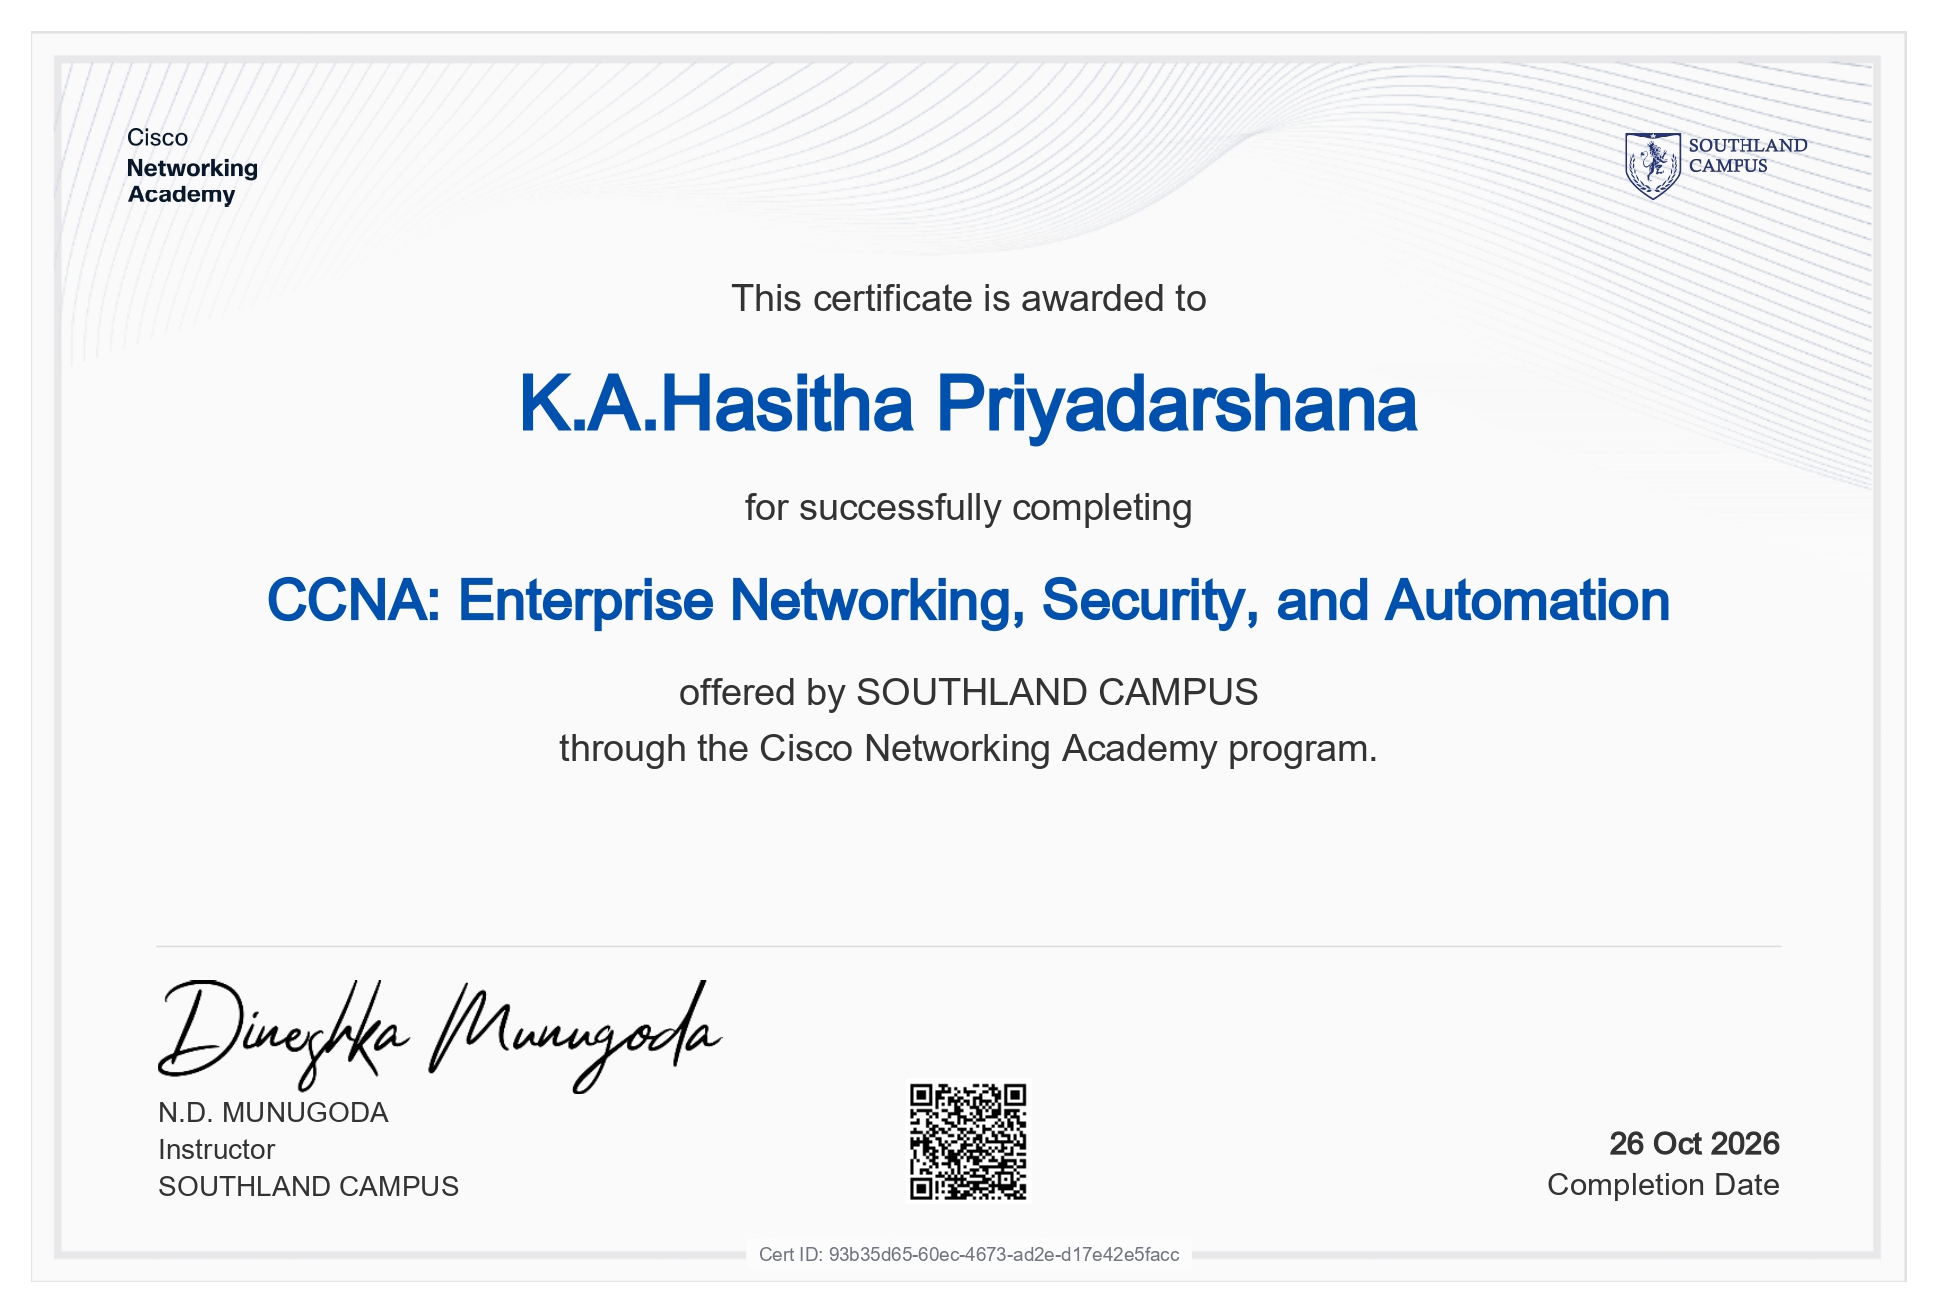 Cisco
Networking
Academy
SOUTHLAND
CAMPUS
This certificate is awarded to
K.A.Hasitha Priyadarshana
for successfully completing
CCNA: Enterprise Networking, Security, and Automation
offered by SOUTHLAND CAMPUS
through the Cisco Networking Academy program.
Dineshka Munugoda
N.D. MUNUGODA
Instructor
SOUTHLAND CAMPUS
26 Oct 2026
Completion Date
Cert ID: 93b35d65-60ec-4673-ad2e-d17e42e5facc